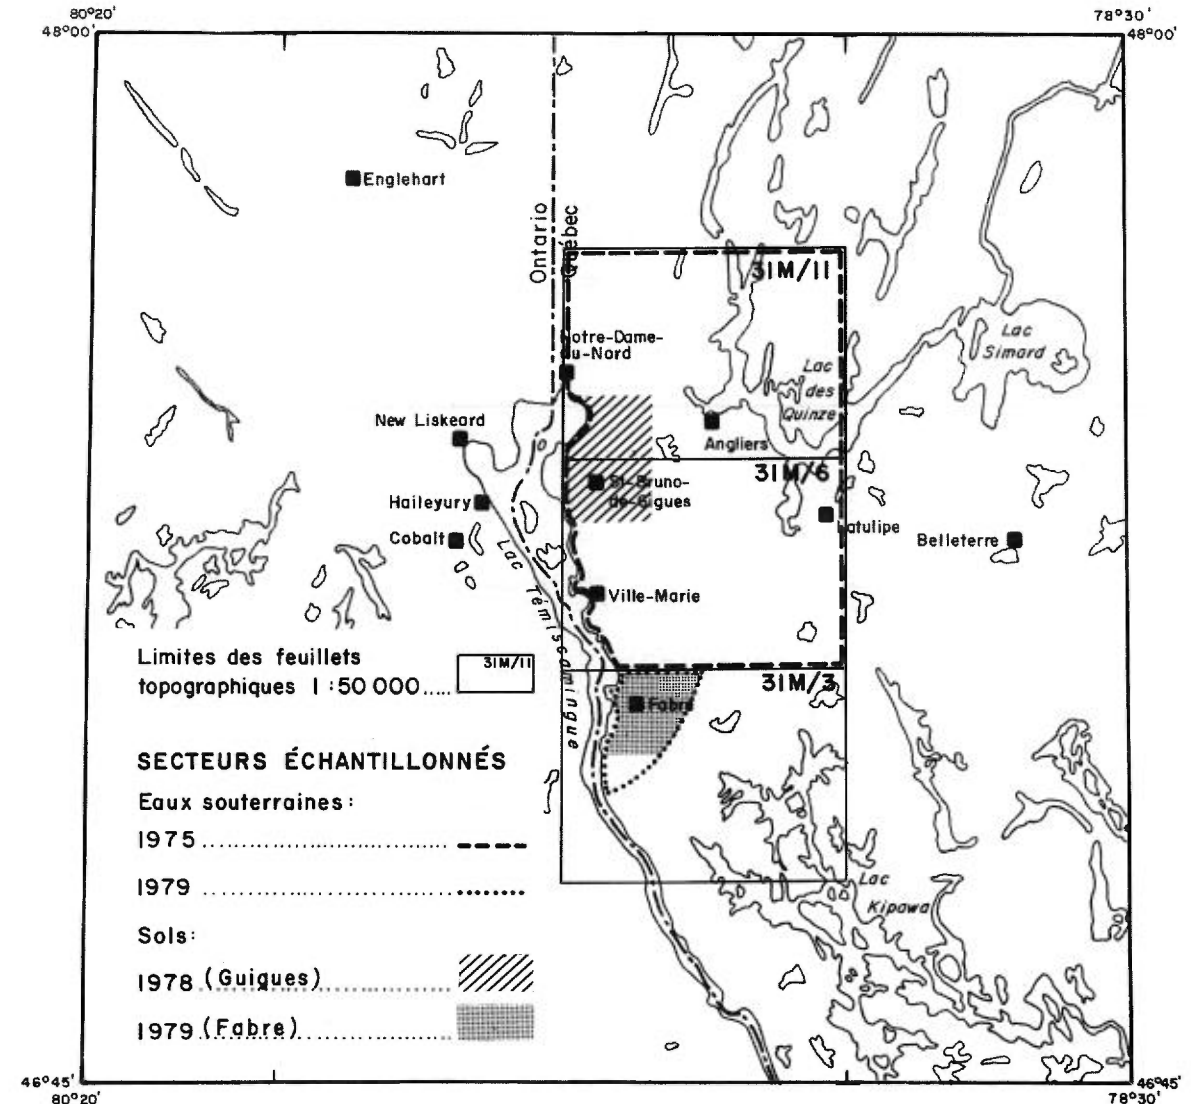 80°20'
78°30'
48°00'
48°00'
Englehart
Ontario
Québec
31M/11
Notre-Dame-
du-Nord
Lac
Simard
Lac
des
Quinze
New Liskeard
Angliers
31M/6
St-Bruno-
de-Gigues
Haileyury
Latulipe
Cobalt
Belleterre
Lac Témiscamingue
Ville-Marie
Limites des feuillets
topographiques 1 :50 000.....
31M/11
31M/3
Fabre
SECTEURS ÉCHANTILLONNÉS
Eaux souterraines:
1975
1979
Lac
Kipawa
Sols:
1978 (Guigues)
1979 (Fabre)
46°45'
46°45'
80°20'
78°30'